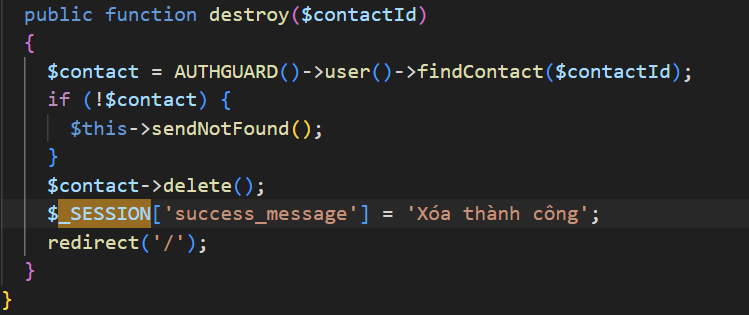 public function destroy($contactId)
{
$contact = AUTHGUARD()->user()->findContact($contactId);
if (!$contact) {
$this->sendNotFound();
}
$contact->delete();
$_SESSION['success_message'] = 'Xóa thành công';
redirect('/');
}
}